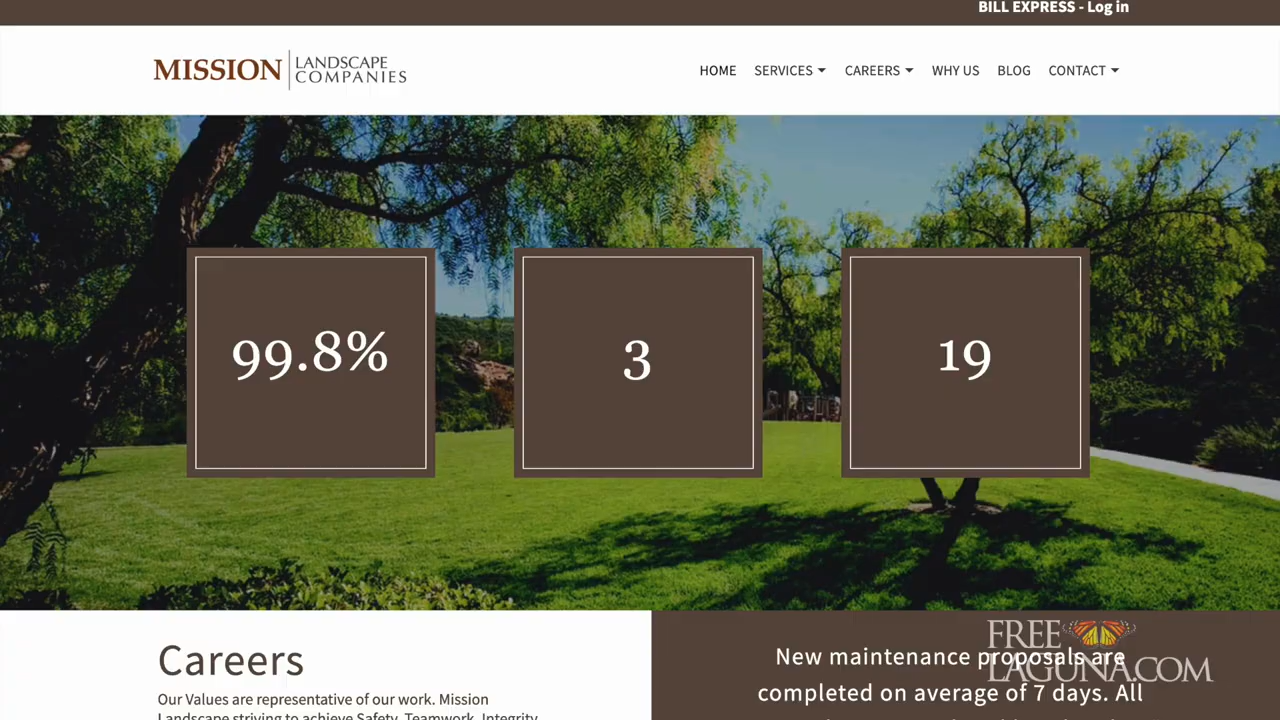 BILL EXPRESS - Log in
MISSION LANDSCAPE COMPANIES
HOME SERVICES CAREERS WHY US BLOG CONTACT
99.8% 3 19
Careers
Our Values are representative of our work. Mission
Landscape striving to achieve Safety, Teamwork, Integrity
New maintenance proposals are
completed on average of 7 days. All
FREE
LAGUNA.COM